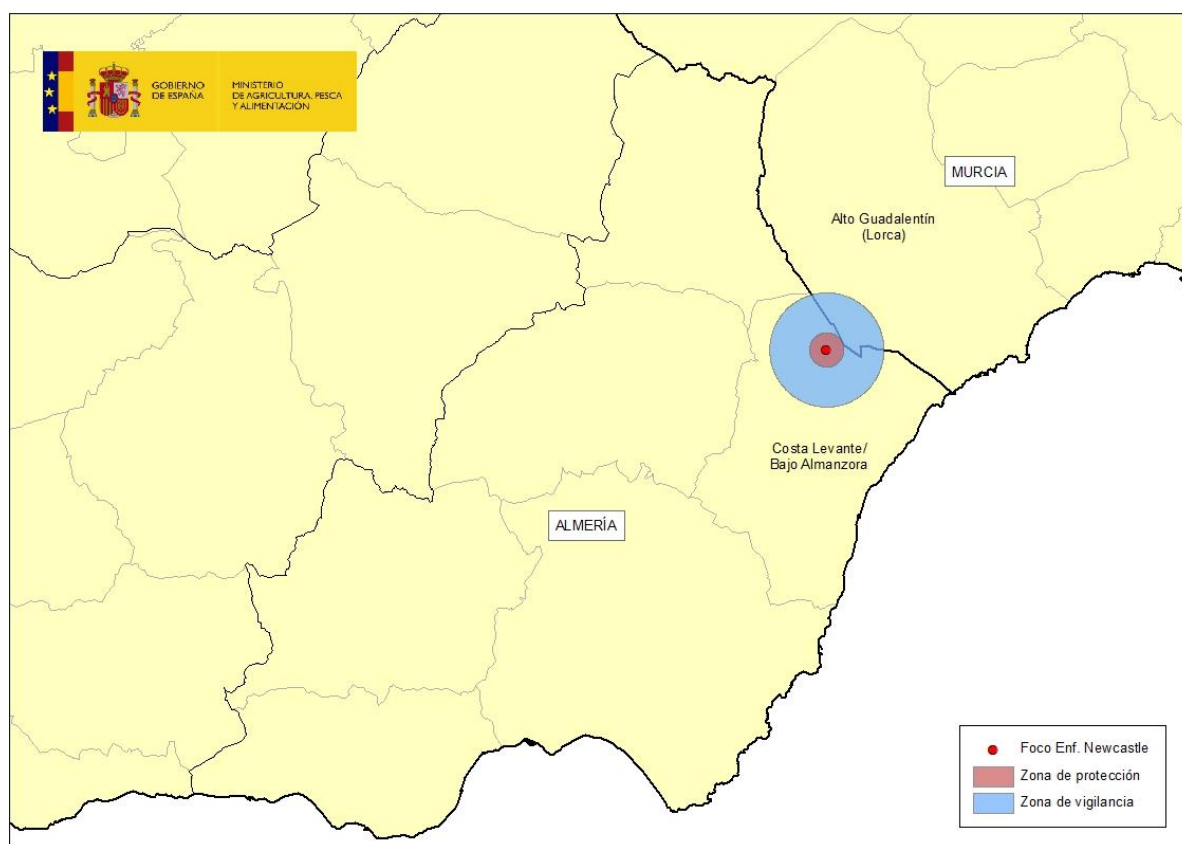 GOBIERNO
DE ESPAÑA
MINISTERIO
DE AGRICULTURA, PESCA
Y ALIMENTACIÓN
MURCIA
Alto Guadalentín
(Lorca)
Costa Levante/
Bajo Almanzora
ALMERÍA
Foco Enf. Newcastle
Zona de protección
Zona de vigilancia